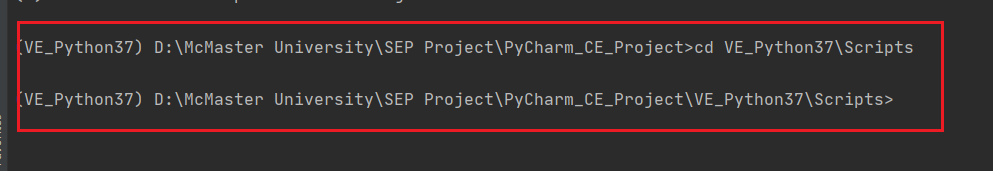 (VE_Python37) D:\McMaster University\SEP Project\PyCharm_CE_Project>cd VE_Python37\Scripts
(VE_Python37) D:\McMaster University\SEP Project\PyCharm_CE_Project\VE_Python37\Scripts>